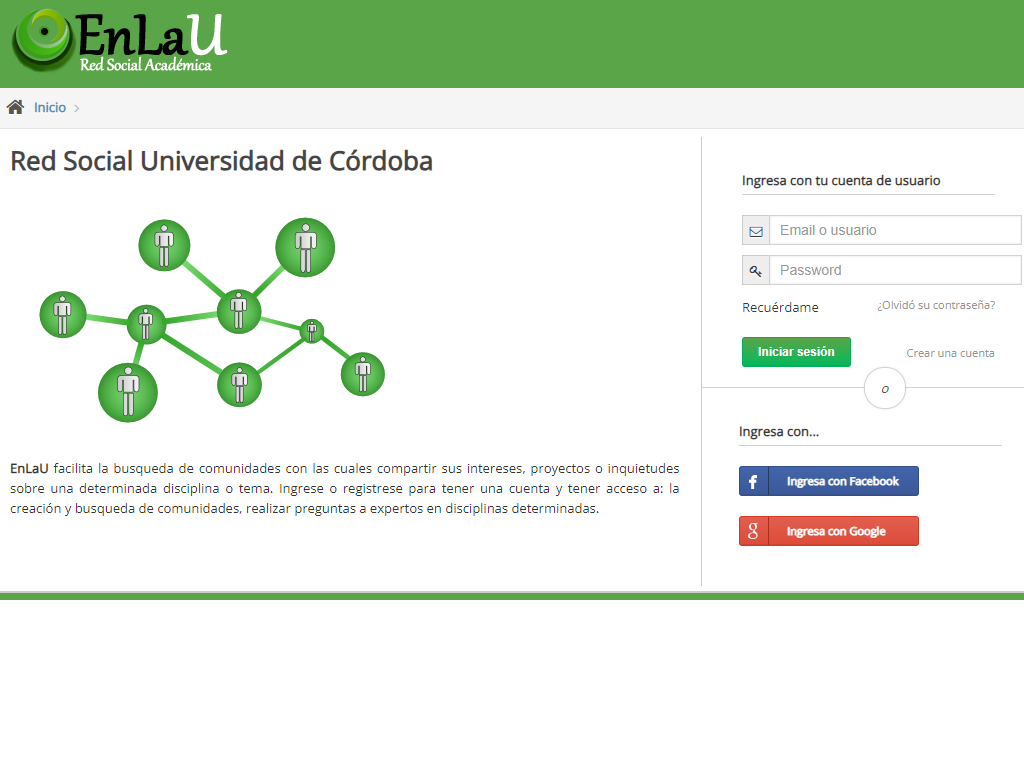 EnLaU
Red Social Académica
Inicio
Red Social Universidad de Córdoba
EnLaU facilita la busqueda de comunidades con las cuales compartir sus intereses, proyectos o inquietudes
sobre una determinada disciplina o tema. Ingrese o registrese para tener una cuenta y tener acceso a: la
creación y busqueda de comunidades, realizar preguntas a expertos en disciplinas determinadas.
Ingresa con tu cuenta de usuario
Email o usuario
Password
Recuérdame ¿Olvidó su contraseña?
Iniciar sesión Crear una cuenta
o
Ingresa con...
f Ingresa con Facebook
g Ingresa con Google